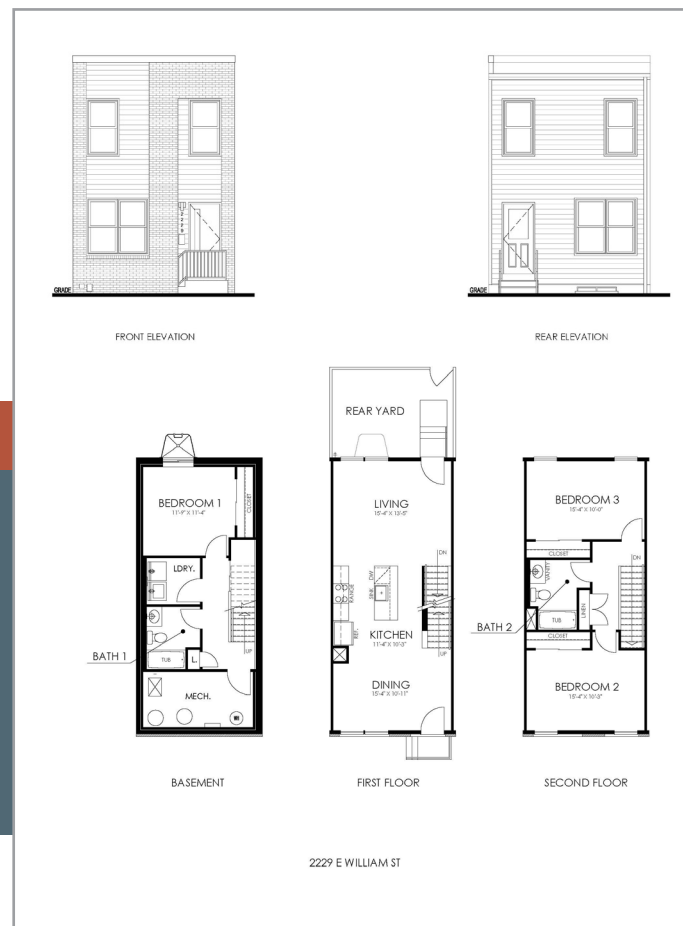 2229
GRADE
GRADE
FRONT ELEVATION
REAR ELEVATION
REAR YARD
BEDROOM 1
11'-9" X 11'-4"
CLOSET
LDRY.
BATH 1
TUB
L.
UP
MECH.
LIVING
15'-4" X 13'-5"
DN
RANGE
DW
SINK
REF.
KITCHEN
11'-4" X 10'-3"
UP
DINING
15'-4" X 10'-11"
BEDROOM 3
15'-4" X 10'-0"
CLOSET
DN
VANITY
LINEN
BATH 2
TUB
CLOSET
BEDROOM 2
15'-4" X 10'-3"
BASEMENT
FIRST FLOOR
SECOND FLOOR
2229 E WILLIAM ST